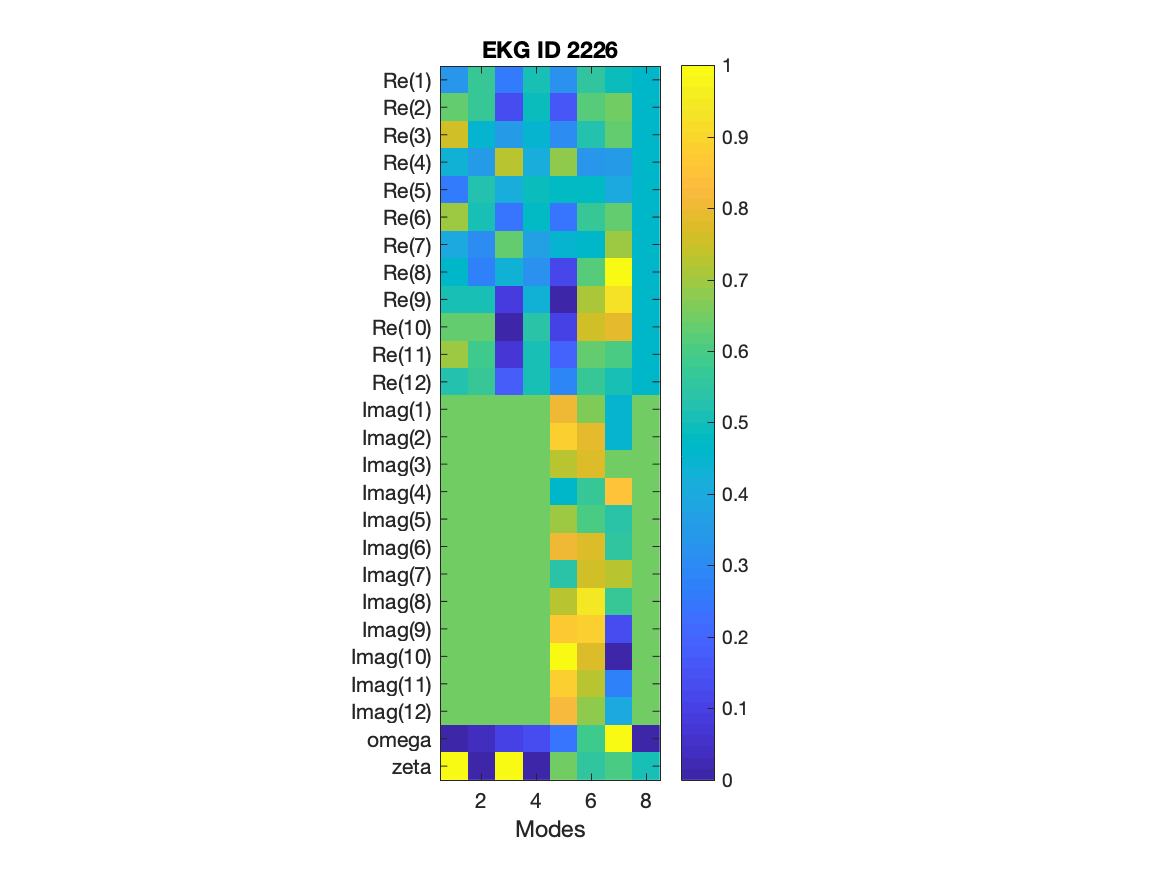 EKG ID 2226
Re(1)
Re(2)
Re(3)
Re(4)
Re(5)
Re(6)
Re(7)
Re(8)
Re(9)
Re(10)
Re(11)
Re(12)
Imag(1)
Imag(2)
Imag(3)
Imag(4)
Imag(5)
Imag(6)
Imag(7)
Imag(8)
Imag(9)
Imag(10)
Imag(11)
Imag(12)
omega
zeta
2 4 6 8
Modes
1
0.9
0.8
0.7
0.6
0.5
0.4
0.3
0.2
0.1
0